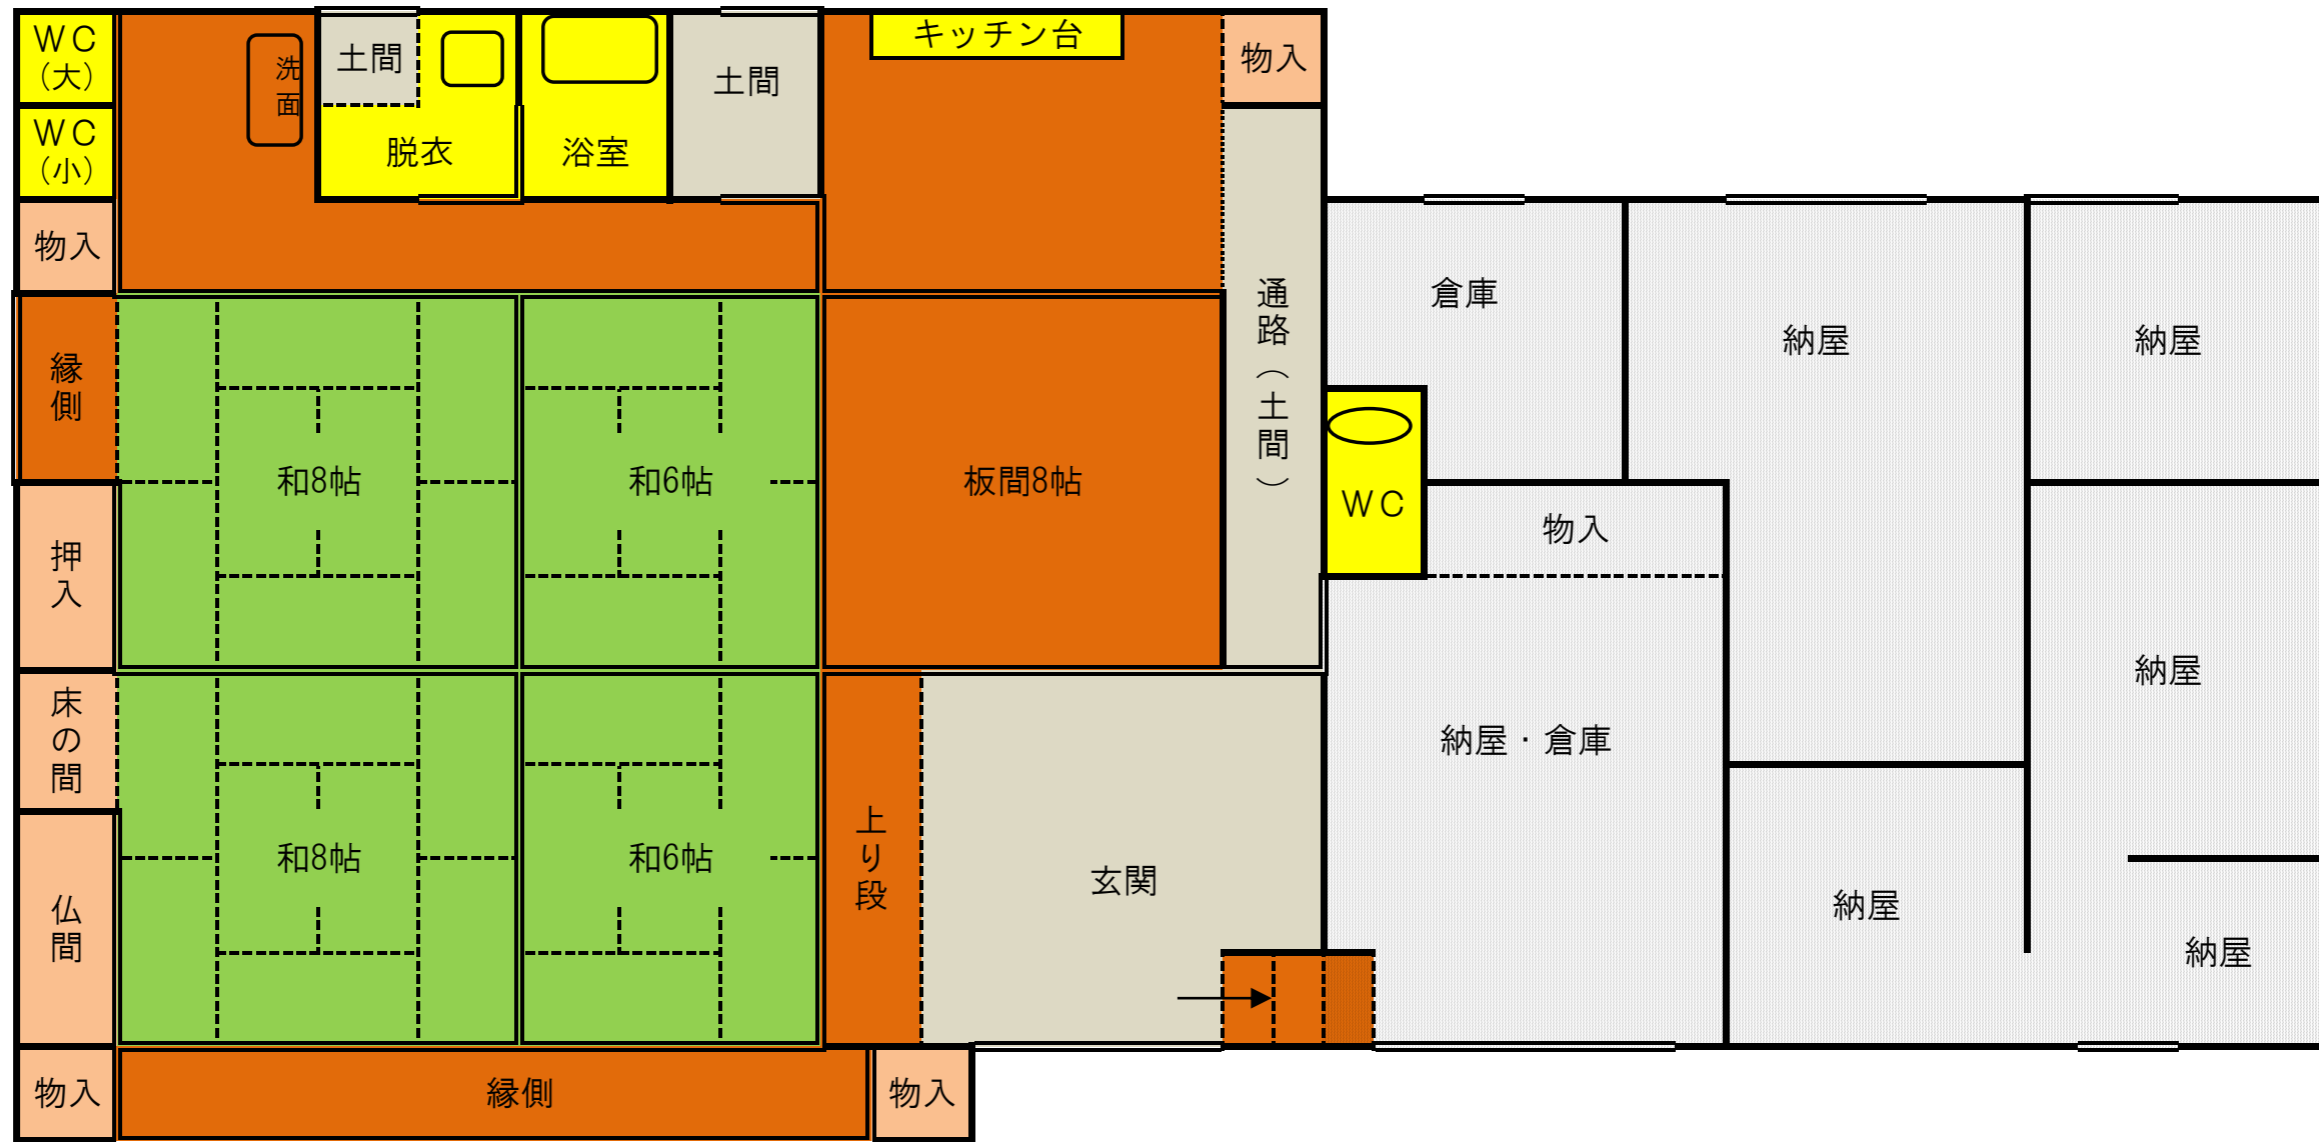 WC
(大)
洗面
土間
土間
キッチン台
物入
WC
(小)
脱衣
浴室
物入
通路(土間)
倉庫
納屋
納屋
縁側
和8帖
和6帖
板間8帖
WC
物入
押入
床の間
納屋・倉庫
納屋
上り段
和8帖
和6帖
玄関
仏間
納屋
納屋
物入
縁側
物入